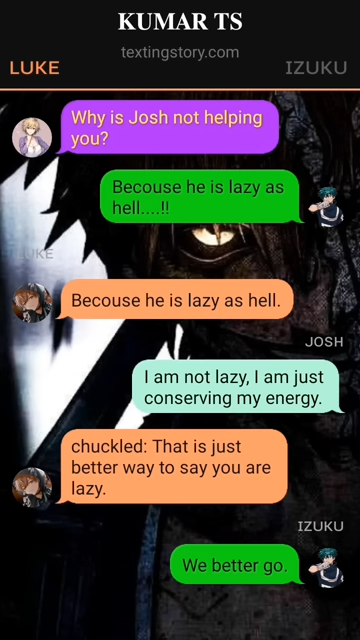 KUMAR TS
textingstory.com
LUKE
IZUKU
Why is Josh not helping
you?
Becouse he is lazy as
hell....!!
LUKE
Becouse he is lazy as hell.
JOSH
I am not lazy, I am just
conserving my energy.
chuckled: That is just
better way to say you are
lazy.
IZUKU
We better go.